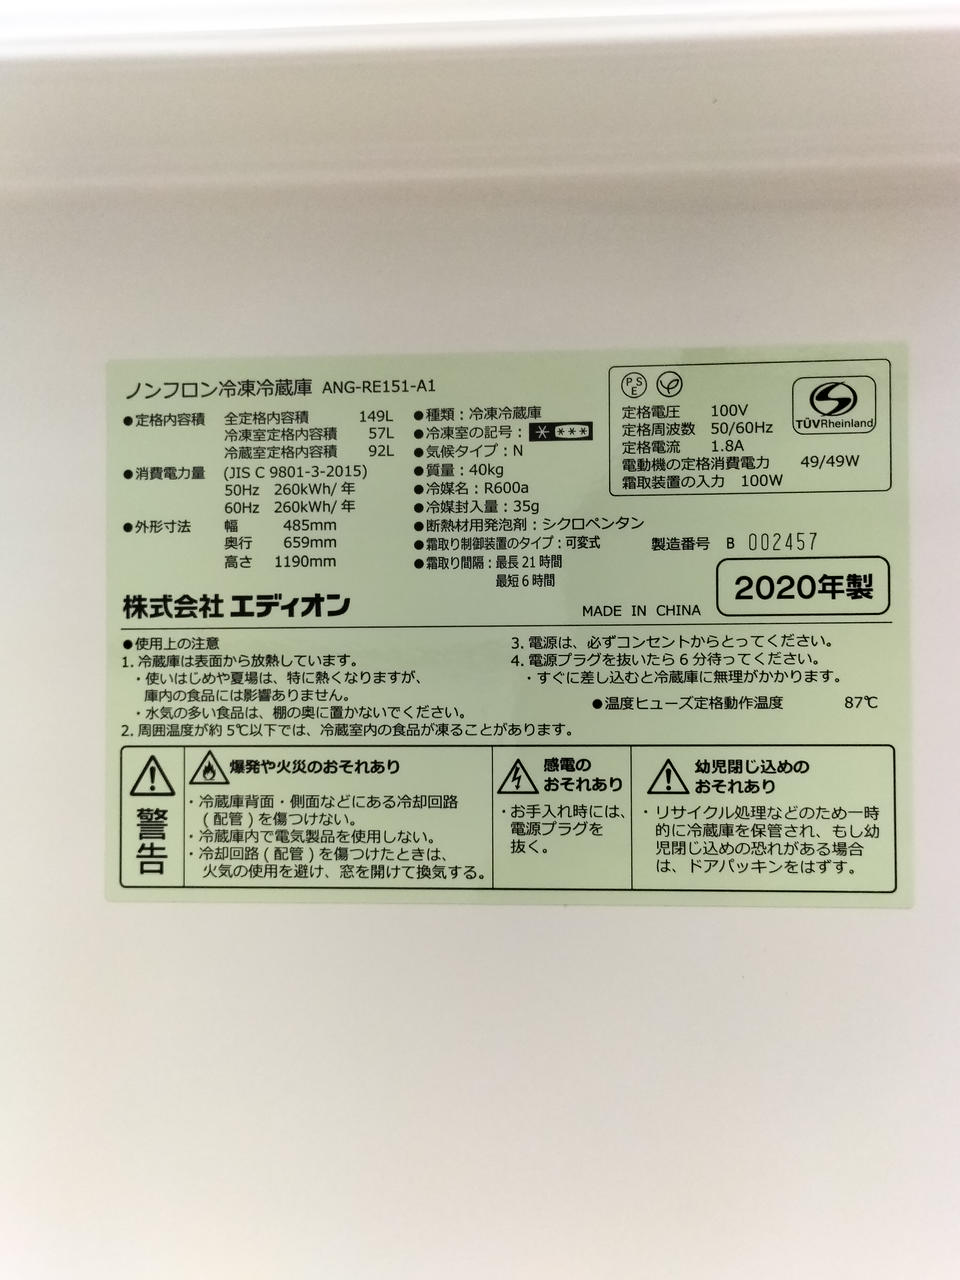 ノンフロン冷凍冷蔵庫 ANG-RE151-A1
●定格内容積 全定格内容積 149L
冷凍室定格内容積 57L
冷蔵室定格内容積 92L
●消費電力量 (JIS C 9801-3-2015)
50Hz 260kWh/年
60Hz 260kWh/年
●外形寸法 幅 485mm
奥行 659mm
高さ 1190mm
●種類：冷凍冷蔵庫
●冷凍室の記号：* ***
●気候タイプ：N
●質量：40kg
●冷媒名：R600a
●冷媒封入量：35g
●断熱材用発泡剤：シクロペンタン
●霜取り制御装置のタイプ：可変式
●霜取り間隔：最長21時間
最短6時間
PSE
定格電圧 100V
定格周波数 50/60Hz
定格電流 1.8A
電動機の定格消費電力 49/49W
霜取装置の入力 100W
TÜVRheinland
製造番号 B 002457
株式会社エディオン
MADE IN CHINA
2020年製
●使用上の注意
1. 冷蔵庫は表面から放熱しています。
・使いはじめや夏場は、特に熱くなりますが、
庫内の食品には影響ありません。
・水気の多い食品は、棚の奥に置かないでください。
2. 周囲温度が約5℃以下では、冷蔵室内の食品が凍ることがあります。
3. 電源は、必ずコンセントからとってください。
4. 電源プラグを抜いたら6分待ってください。
・すぐに差し込むと冷蔵庫に無理がかかります。
●温度ヒューズ定格動作温度 87℃
警告
爆発や火災のおそれあり
・冷蔵庫背面・側面などにある冷却回路
(配管)を傷つけない。
・冷蔵庫内で電気製品を使用しない。
・冷却回路(配管)を傷つけたときは、
火気の使用を避け、窓を開けて換気する。
感電の
おそれあり
・お手入れ時には、
電源プラグを
抜く。
幼児閉じ込めの
おそれあり
・リサイクル処理などのため一時
的に冷蔵庫を保管され、もし幼
児閉じ込めの恐れがある場合
は、ドアパッキンをはずす。